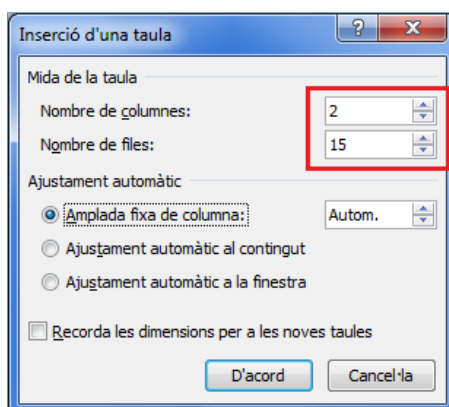 Inserció d'una taula ?
Mida de la taula
Nombre de columnes: 2
Nombre de files: 15
Ajustament automàtic
Amplada fixa de columna: Autom.
Ajustament automàtic al contingut
Ajustament automàtic a la finestra
Recorda les dimensions per a les noves taules
D'acord Cancel·la